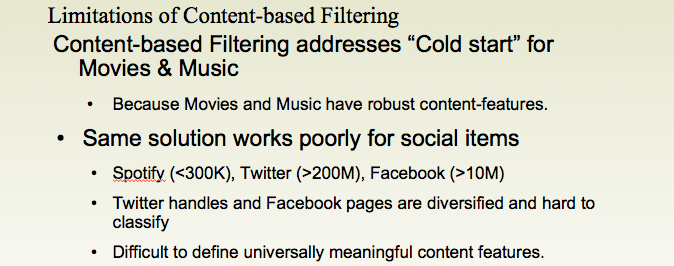 Limitations of Content-based Filtering
Content-based Filtering addresses “Cold start” for
Movies & Music
• Because Movies and Music have robust content-features.
• Same solution works poorly for social items
• Spotify (<300K), Twitter (>200M), Facebook (>10M)
• Twitter handles and Facebook pages are diversified and hard to
classify
• Difficult to define universally meaningful content features.